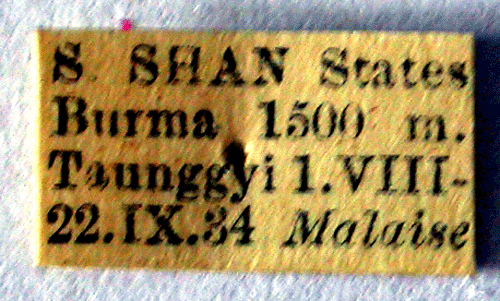 S. SHAN States
Burma 1500 m.
Taunggyi 1.VIII-
22.IX.34 Malaise